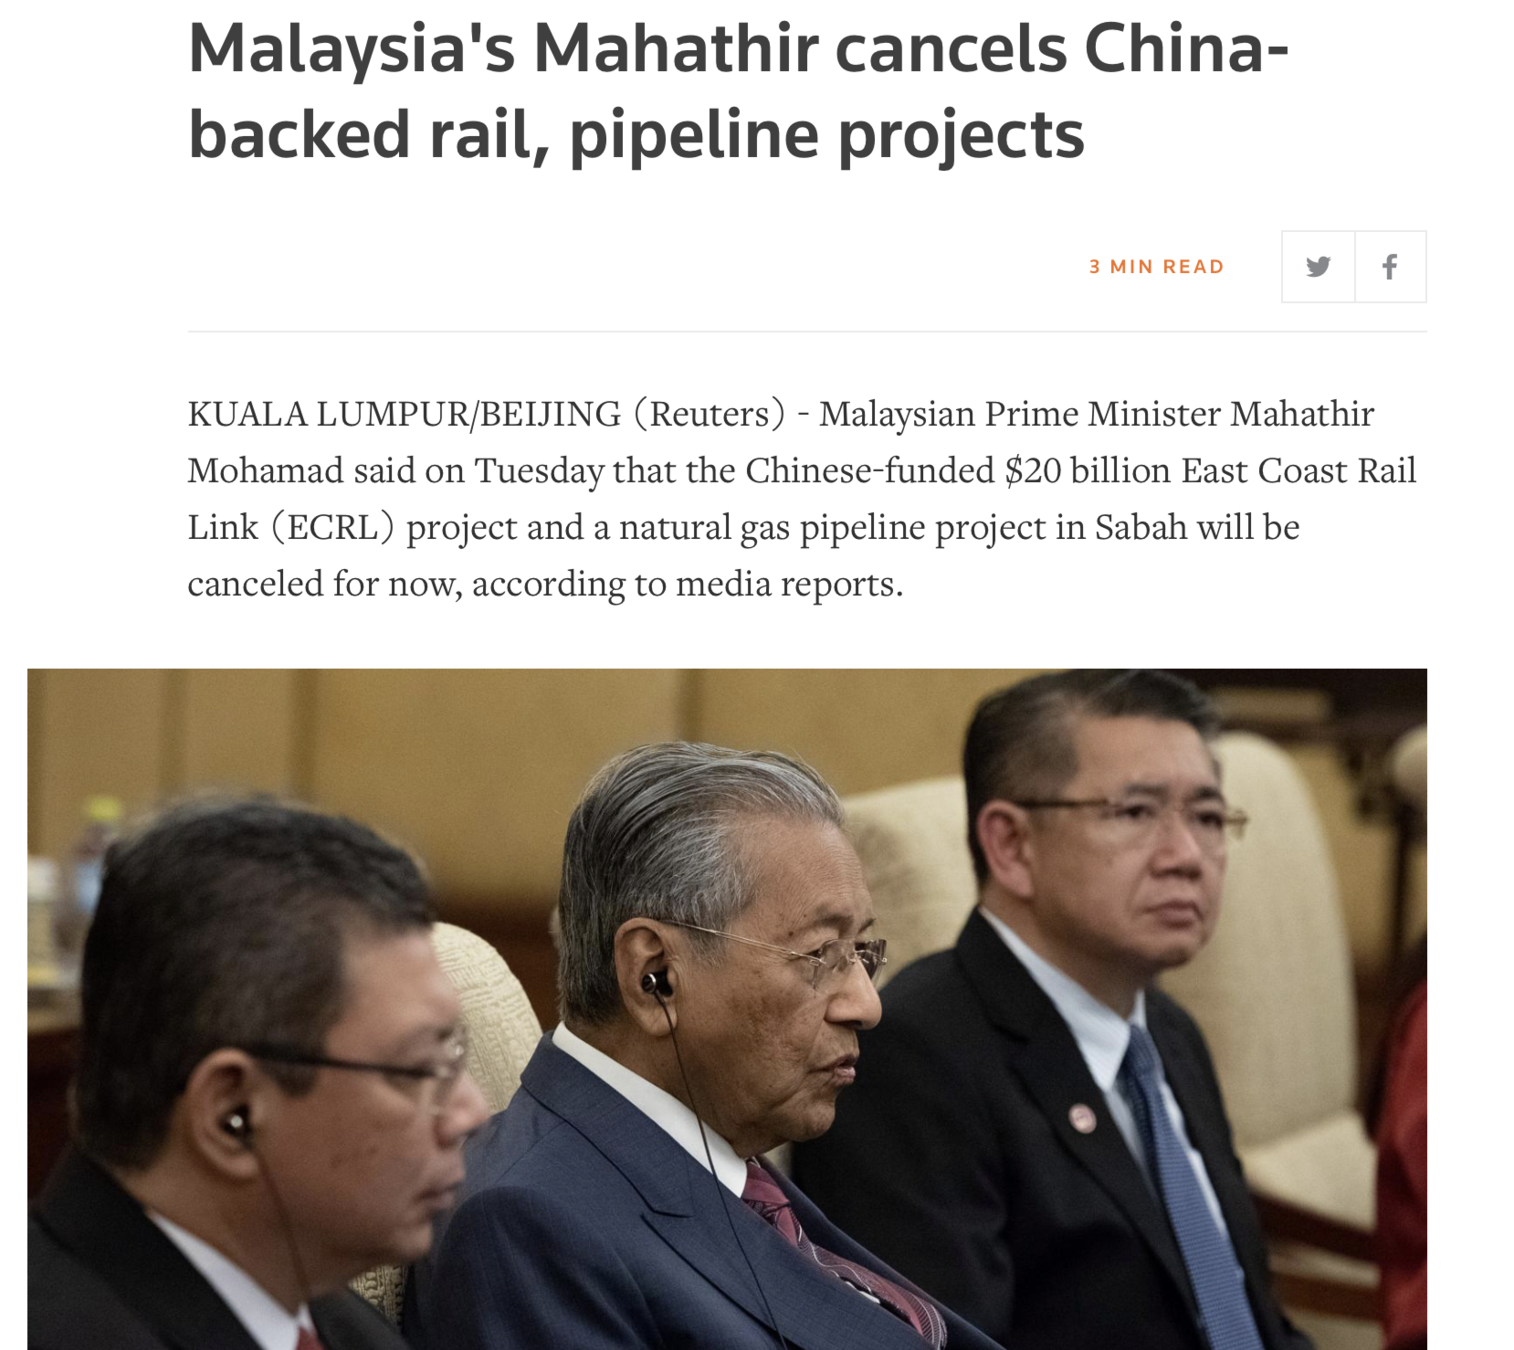 Malaysia's Mahathir cancels China-
backed rail, pipeline projects
3 MIN READ
KUALA LUMPUR/BEIJING (Reuters) - Malaysian Prime Minister Mahathir
Mohamad said on Tuesday that the Chinese-funded $20 billion East Coast Rail
Link (ECRL) project and a natural gas pipeline project in Sabah will be
canceled for now, according to media reports.